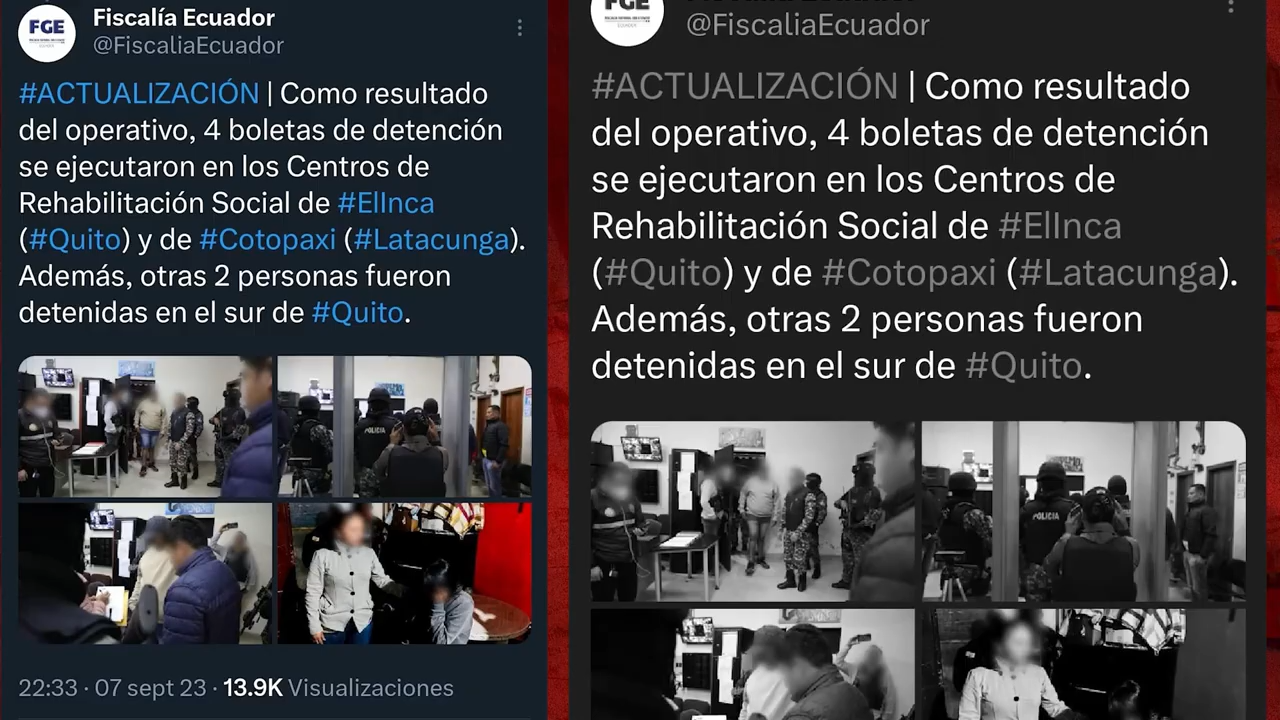 FGE
Fiscalía Ecuador
@FiscaliaEcuador
#ACTUALIZACIÓN | Como resultado
del operativo, 4 boletas de detención
se ejecutaron en los Centros de
Rehabilitación Social de #ElInca
(#Quito) y de #Cotopaxi (#Latacunga).
Además, otras 2 personas fueron
detenidas en el sur de #Quito.
POLICIA
22:33 · 07 sept 23 · 13.9K Visualizaciones
FGE
@FiscaliaEcuador
#ACTUALIZACIÓN | Como resultado
del operativo, 4 boletas de detención
se ejecutaron en los Centros de
Rehabilitación Social de #ElInca
(#Quito) y de #Cotopaxi (#Latacunga).
Además, otras 2 personas fueron
detenidas en el sur de #Quito.
POLICIA